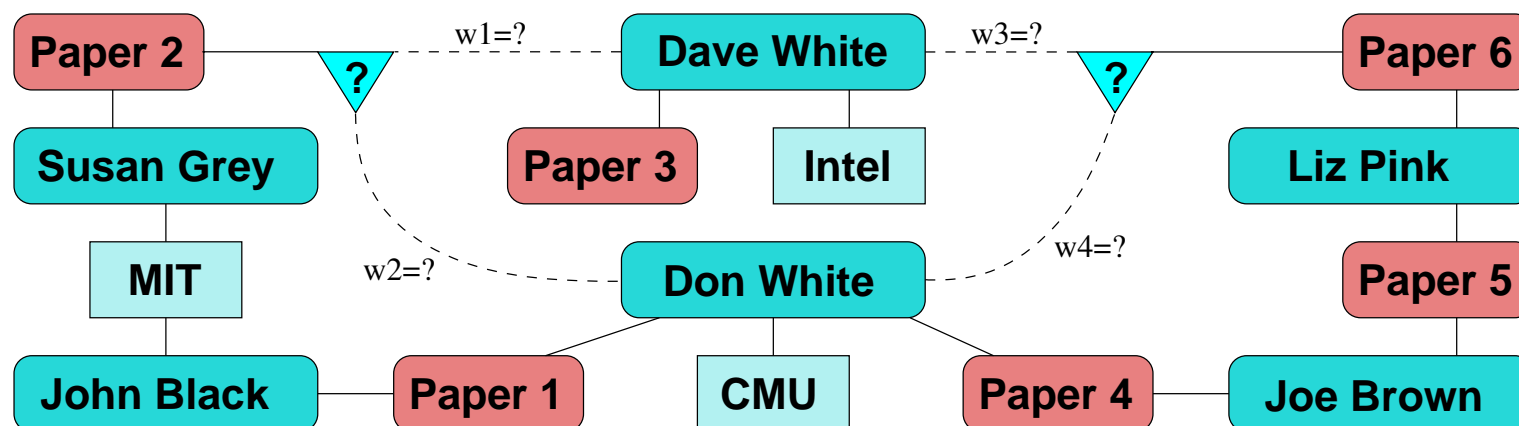 Paper 2
w1=?
Dave White
w3=?
Paper 6
?
?
Susan Grey
Paper 3
Intel
Liz Pink
MIT
w2=?
Don White
w4=?
Paper 5
John Black
Paper 1
CMU
Paper 4
Joe Brown